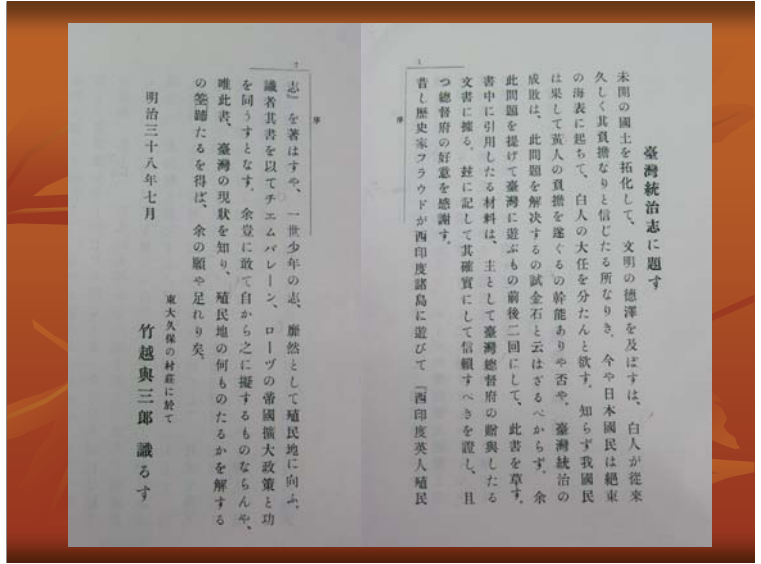 臺灣統治志に題す
未開の國土を拓化して、文明の德澤を及ぼすは、白人が從來
久しく其負擔なりと信じたる所なりき、今や日本國民は絕東
の海表に起ちて、白人の大任を分たんと欲す。知らず我國民
は果して黃人の負擔を遂ぐるの幹能ありや否や、臺灣統治の
成敗は、此問題を解决するの試金石と云はざるべからず。余
此問題を提げて臺灣に遊ぶもの前後二回にして、此書を草す。
書中に引用したる材料は、主として臺灣總督府の贈與したる
文書に據る、玆に記して其確實にして信賴すべきを證し、且
つ總督府の好意を感謝す。
昔し歷史家フラウドが西印度諸島に遊びて『西印度英人殖民
序
一
序
二
志』を著はすや、一世少年の志、靡然として殖民地に向ふ、
識者其書を以てチエムバレーン、ローヅの帝國擴大政策と功
を同うすとなす、余豈に敢て自から之に擬するものならんや、
唯此書、臺灣の現狀を知り、殖民地の何ものたるかを解する
の筌蹄たるを得ば、余の願や足れり矣。
明治三十八年七月
東大久保の村莊に於て
竹越與三郞 識るす